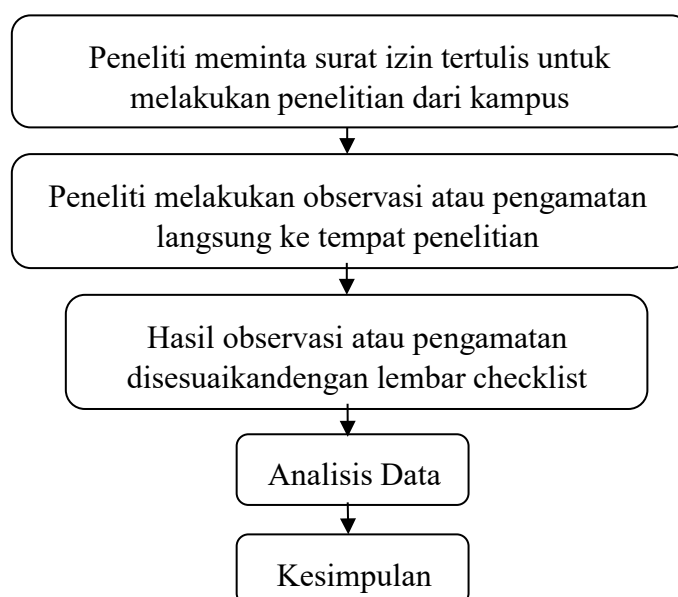 Peneliti meminta surat izin tertulis untuk
melakukan penelitian dari kampus
Peneliti melakukan observasi atau pengamatan
langsung ke tempat penelitian
Hasil observasi atau pengamatan
disesuaikandengan lembar checklist
Analisis Data
Kesimpulan